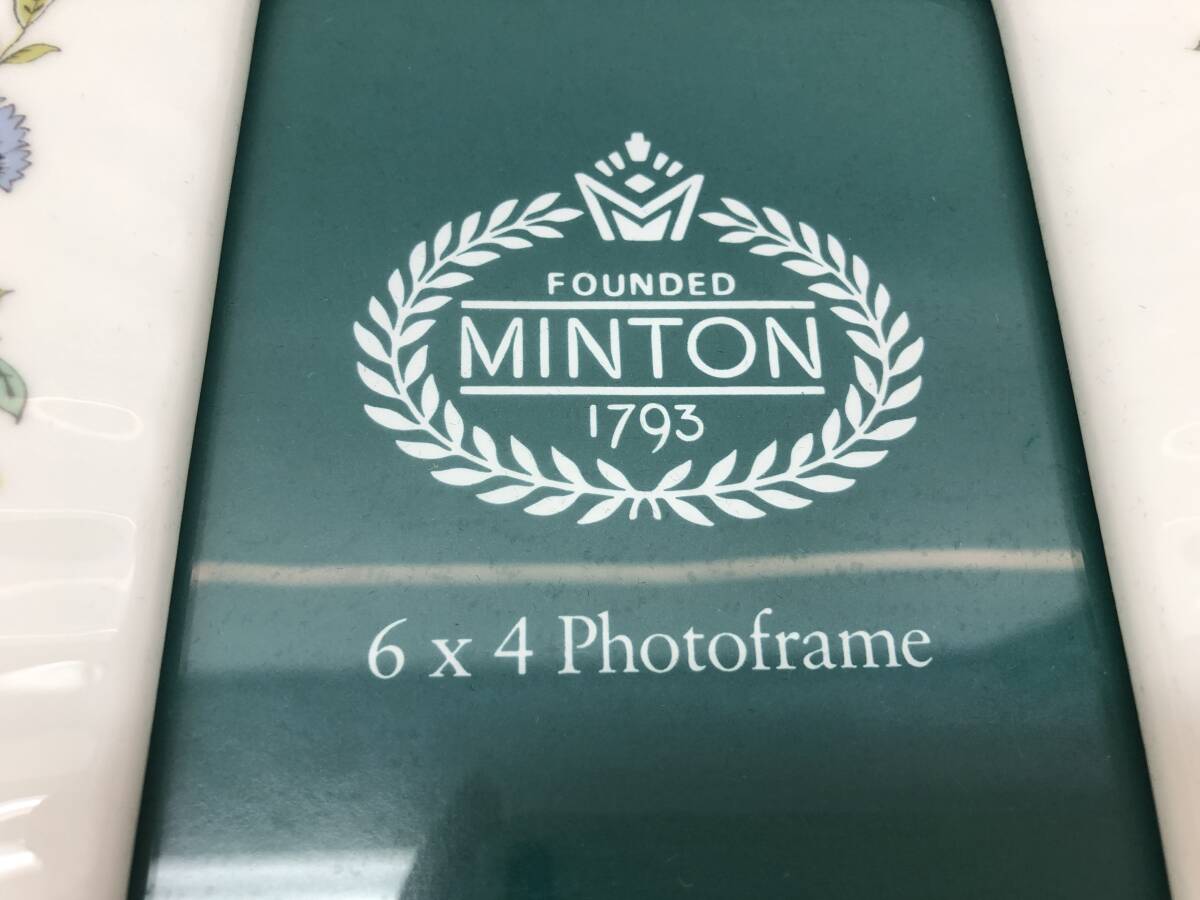 FOUNDED
MINTON
1793
6 x 4 Photoframe